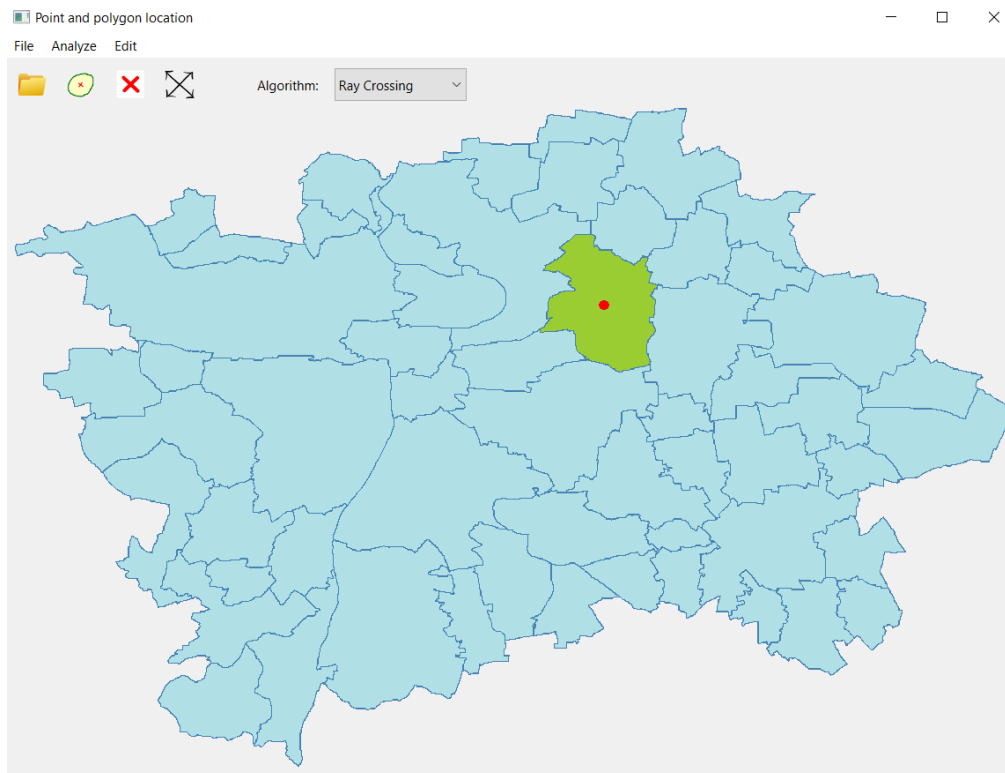 Point and polygon location
File Analyze Edit
Algorithm: Ray Crossing